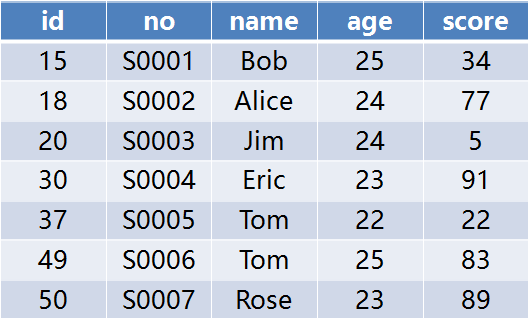 id no name age score
15 S0001 Bob 25 34
18 S0002 Alice 24 77
20 S0003 Jim 24 5
30 S0004 Eric 23 91
37 S0005 Tom 22 22
49 S0006 Tom 25 83
50 S0007 Rose 23 89